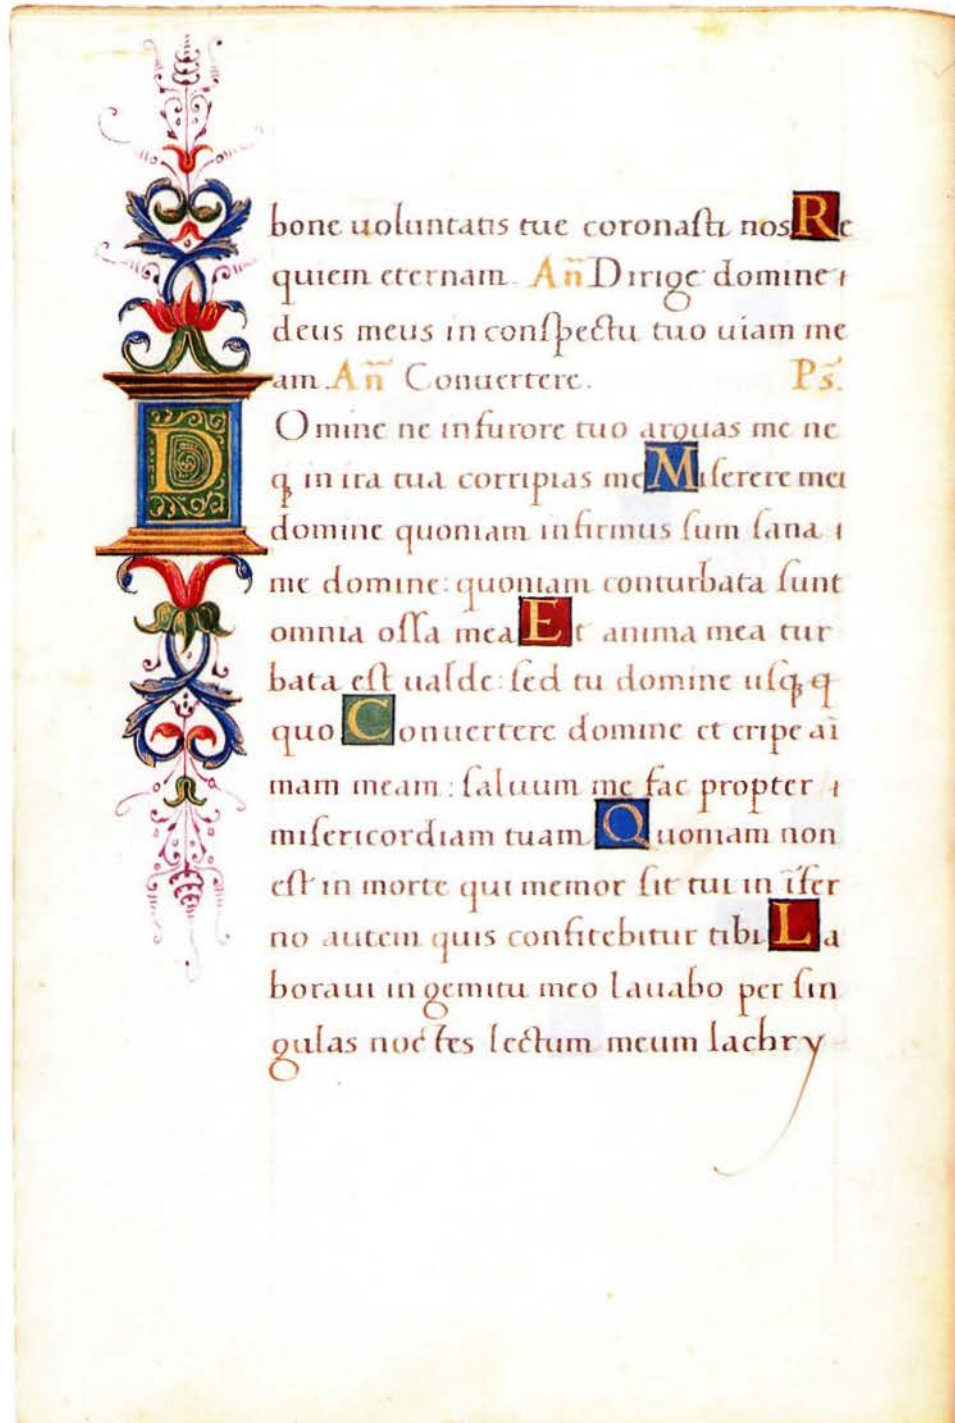 bone uoluntatis tue coronaſti nos Re
quiem eternam. Añ Dirige domine
deus meus in conſpectu tuo uiam me
am. Añ Conuertere. Ps̃.
DOmine ne in furore tuo arguas me ne
q̨ in ira tua corripias me Miſerere mei
domine quoniam infirmus ſum ſana
me domine: quoniam conturbata ſunt
omnia oſſa mea Et anima mea tur
bata eſt ualde: ſed tu domine uſq̨ q
quo Conuertere domine et eripe aī
mam meam: ſaluum me fac propter
miſericordiam tuam Quoniam non
eſt in morte qui memor ſit tui in īfer
no autem quis confitebitur tibi La
boraui in gemitu meo lauabo per ſin
gulas noctes lectum meum lachry